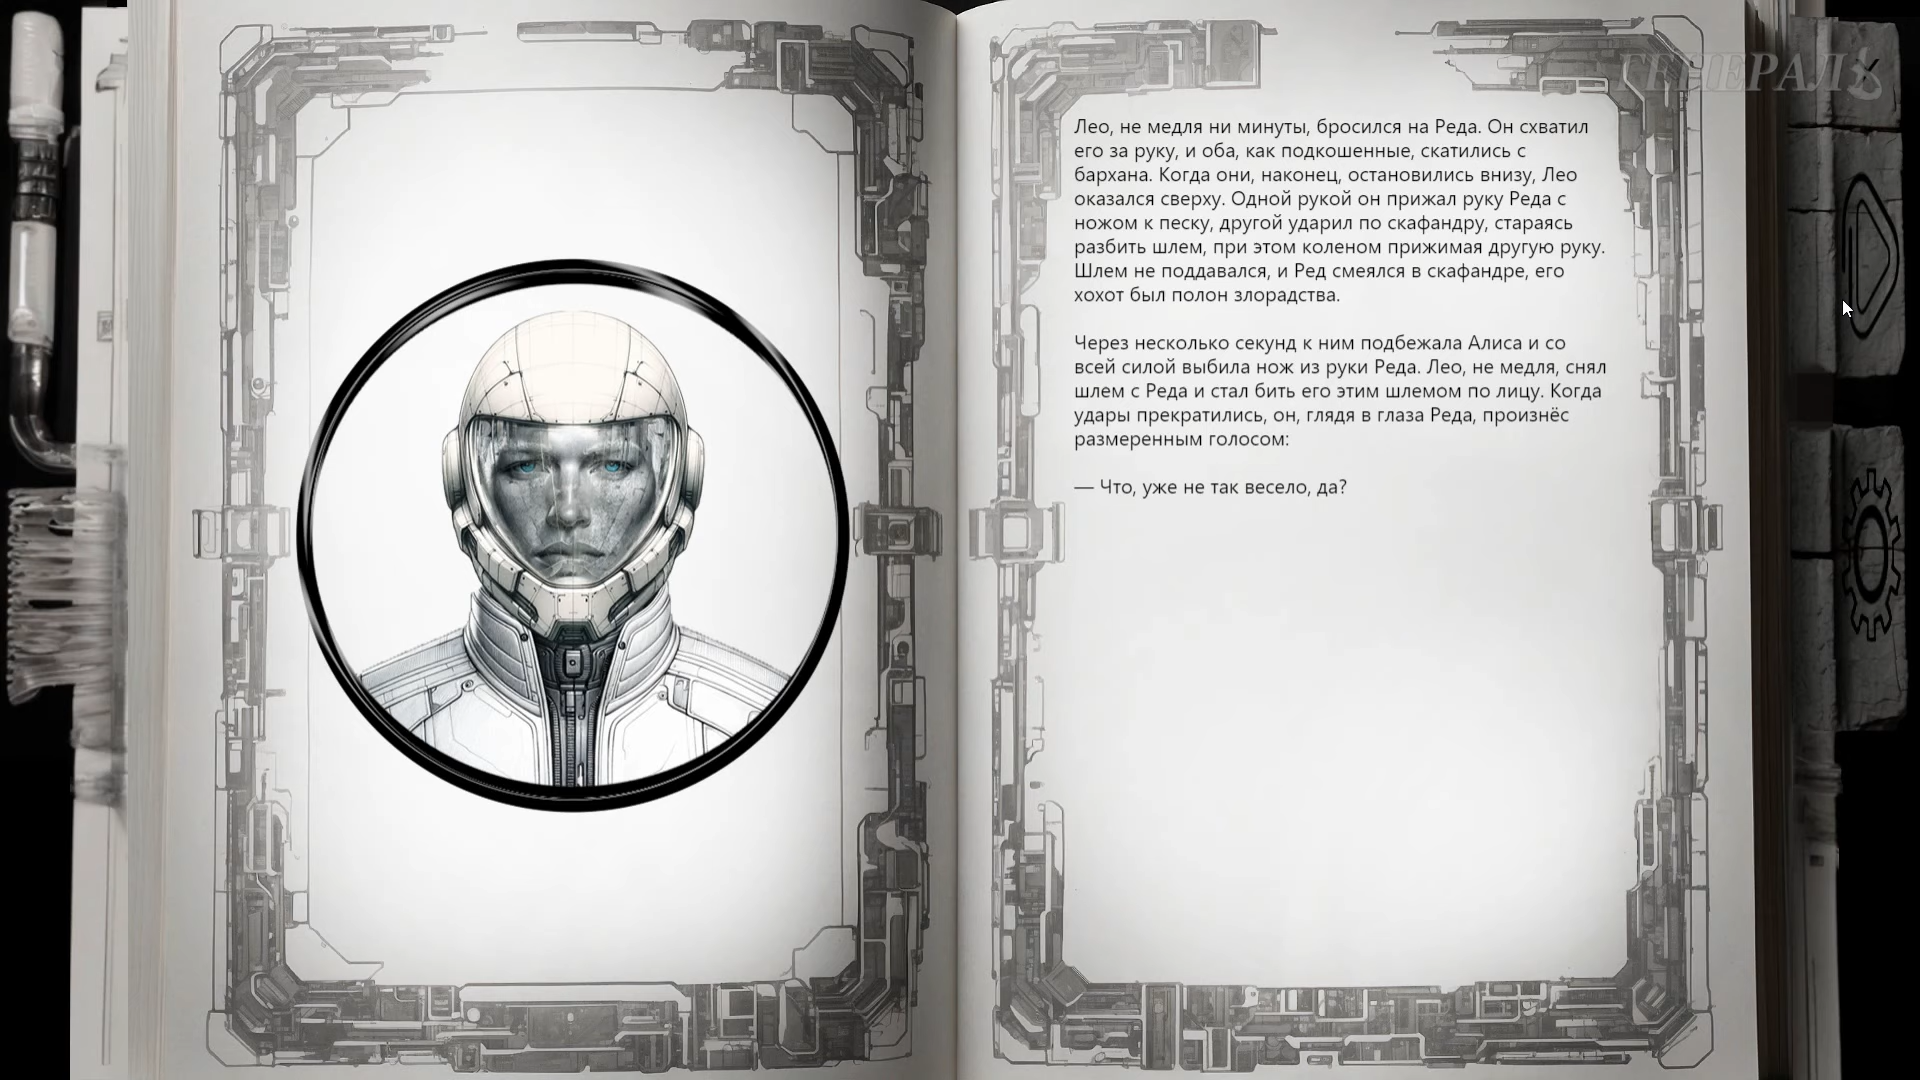 ГЕНЕРАЛ
Лео, не медля ни минуты, бросился на Реда. Он схватил
его за руку, и оба, как подкошенные, скатились с
бархана. Когда они, наконец, остановились внизу, Лео
оказался сверху. Одной рукой он прижал руку Реда с
ножом к песку, другой ударил по скафандру, стараясь
разбить шлем, при этом коленом прижимая другую руку.
Шлем не поддавался, и Ред смеялся в скафандре, его
хохот был полон злорадства.
Через несколько секунд к ним подбежала Алиса и со
всей силой выбила нож из руки Реда. Лео, не медля, снял
шлем с Реда и стал бить его этим шлемом по лицу. Когда
удары прекратились, он, глядя в глаза Реда, произнёс
размеренным голосом:
— Что, уже не так весело, да?